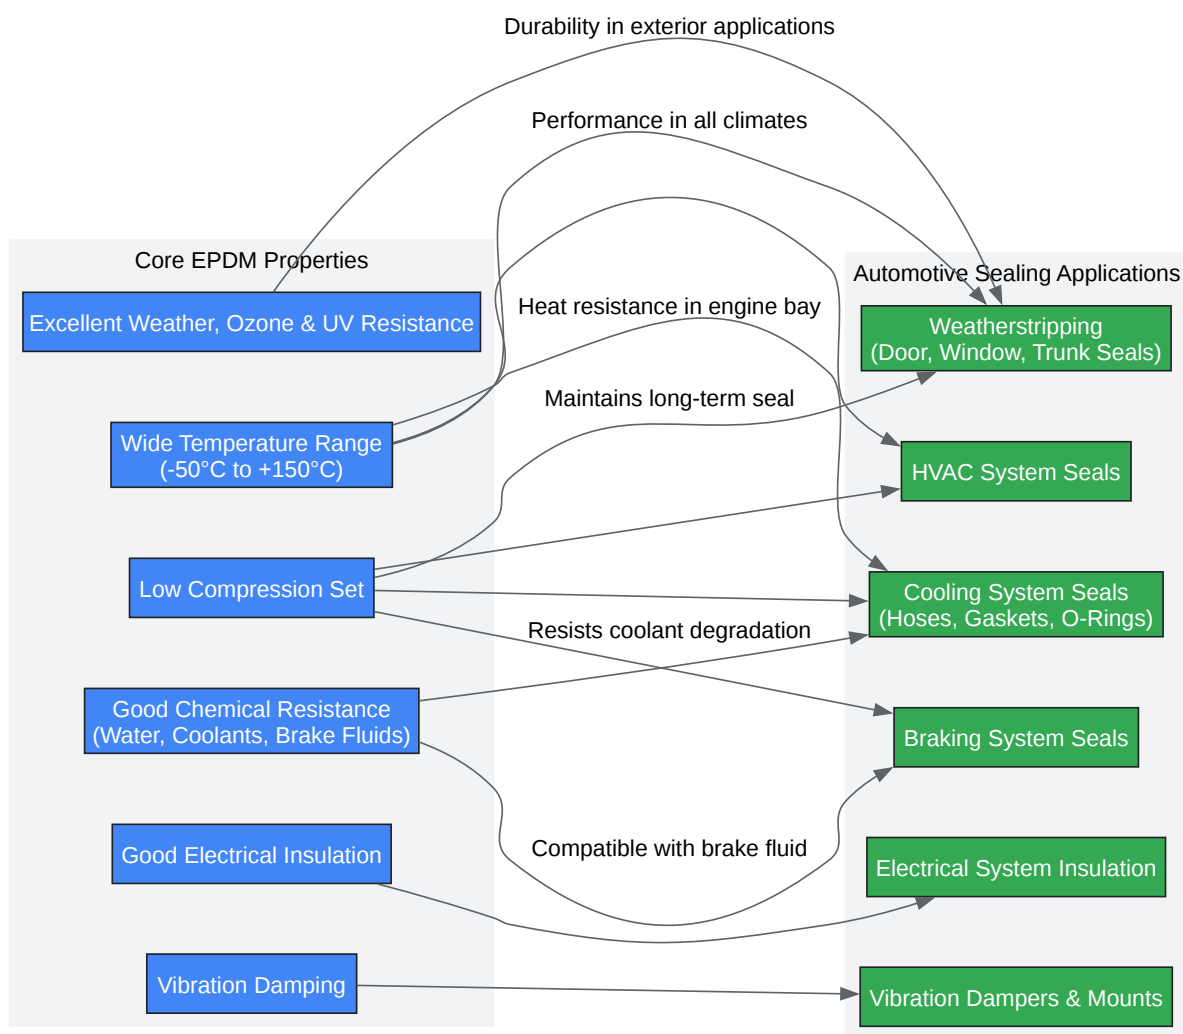 Durability in exterior applications
Performance in all climates
Core EPDM Properties
Automotive Sealing Applications
Heat resistance in engine bay
Excellent Weather, Ozone & UV Resistance
Weatherstripping
(Door, Window, Trunk Seals)
Maintains long-term seal
Wide Temperature Range
(-50°C to +150°C)
HVAC System Seals
Low Compression Set
Cooling System Seals
(Hoses, Gaskets, O-Rings)
Resists coolant degradation
Good Chemical Resistance
(Water, Coolants, Brake Fluids)
Braking System Seals
Compatible with brake fluid
Good Electrical Insulation
Electrical System Insulation
Vibration Damping
Vibration Dampers & Mounts